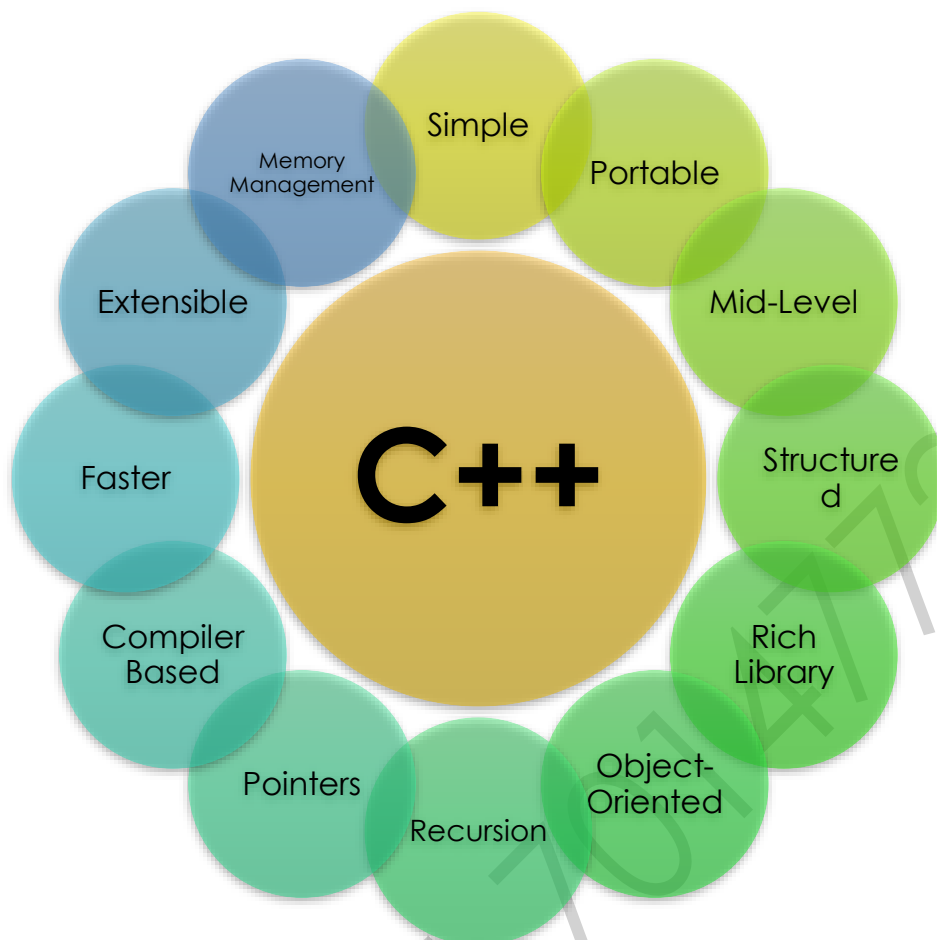 Simple
Portable
Mid-Level
Structure
d
Rich
Library
Object-
Oriented
Recursion
Pointers
Compiler
Based
Faster
Extensible
Memory
Management
C++